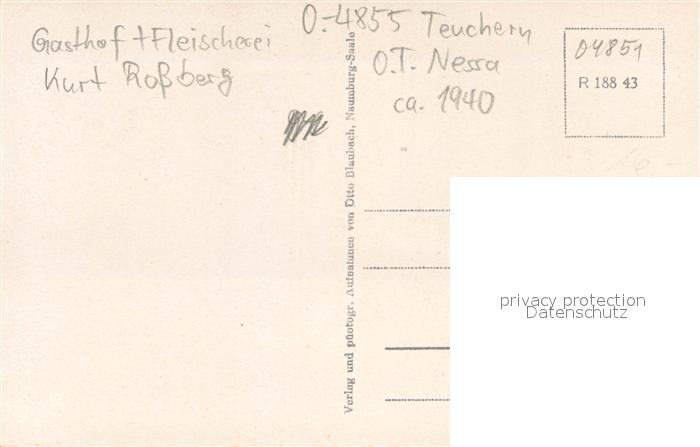 Gasthof + Fleischerei
Kurt Roßberg
O.-4855 Teuchern
O.T. Nessa
ca. 1940
04851
R 188 43
Verlag und photogr. Aufnahmen von Otto Blaubach, Naumburg-Saale
privacy protection
Datenschutz